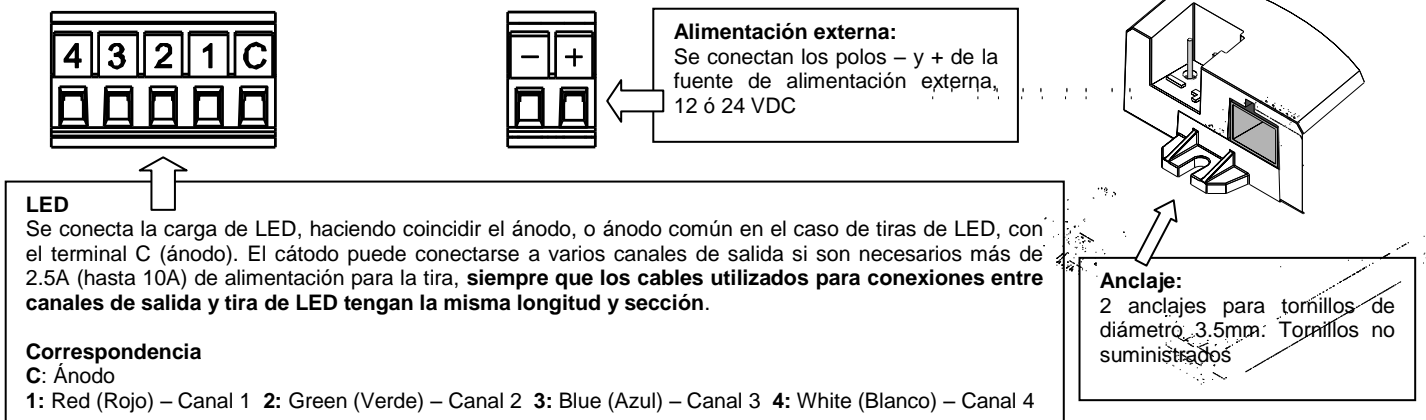 4 3 2 1 C
– +
Alimentación externa:
Se conectan los polos – y + de la
fuente de alimentación externa,
12 ó 24 VDC
LED
Se conecta la carga de LED, haciendo coincidir el ánodo, o ánodo común en el caso de tiras de LED, con
el terminal C (ánodo). El cátodo puede conectarse a varios canales de salida si son necesarios más de
2.5A (hasta 10A) de alimentación para la tira, siempre que los cables utilizados para conexiones entre
canales de salida y tira de LED tengan la misma longitud y sección.
Correspondencia
C: Ánodo
1: Red (Rojo) – Canal 1 2: Green (Verde) – Canal 2 3: Blue (Azul) – Canal 3 4: White (Blanco) – Canal 4
Anclaje:
2 anclajes para tornillos de
diámetro 3.5mm. Tornillos no
suministrados